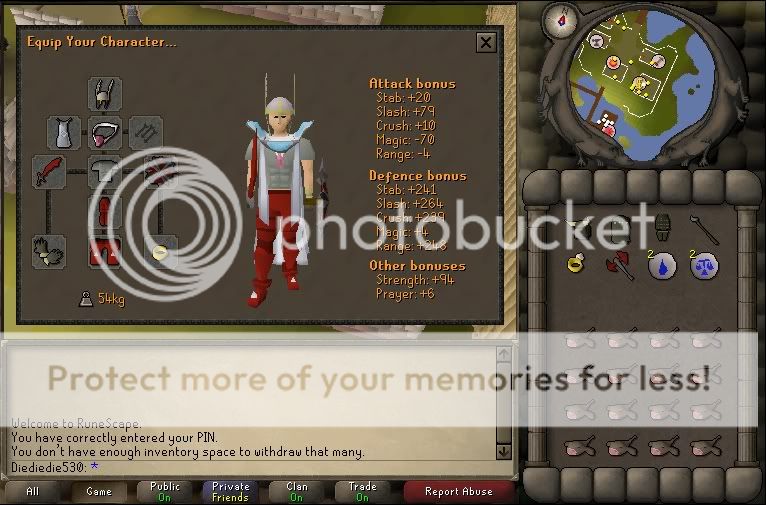 Equip Your Character...
Attack bonus
Stab: +20
Slash: +79
Crush: +10
Magic: -70
Range: -4
Defence bonus
Stab: +241
Slash: +264
Magic: +4
Other bonuses
Strength: +94
Prayer: +6
54kg
2
2
photobucket
Protect more of your memories for less!
Welcome to RuneScape.
You have correctly entered your PIN.
You don't have enough inventory space to withdraw that many.
Diediedie530: *
All
Game
Public
On
Private
Friends
Clan
On
Trade
On
Report Abuse